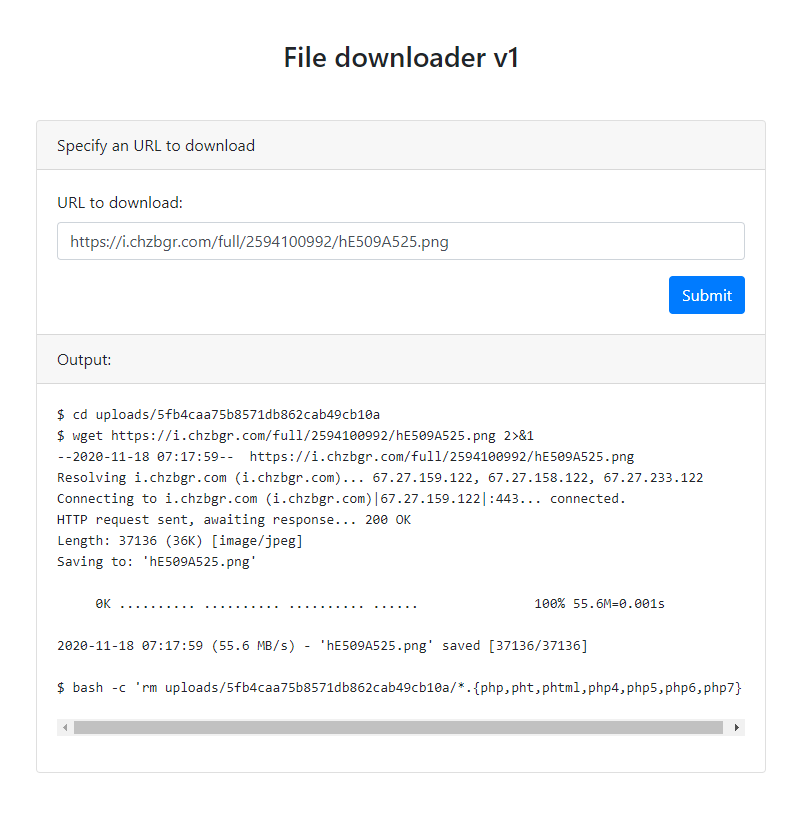 File downloader v1
Specify an URL to download
URL to download:
https://i.chzbgr.com/full/2594100992/hE509A525.png
Submit
Output:
$ cd uploads/5fb4caa75b8571db862cab49cb10a
$ wget https://i.chzbgr.com/full/2594100992/hE509A525.png 2>&1
--2020-11-18 07:17:59--  https://i.chzbgr.com/full/2594100992/hE509A525.png
Resolving i.chzbgr.com (i.chzbgr.com)... 67.27.159.122, 67.27.158.122, 67.27.233.122
Connecting to i.chzbgr.com (i.chzbgr.com)|67.27.159.122|:443... connected.
HTTP request sent, awaiting response... 200 OK
Length: 37136 (36K) [image/jpeg]
Saving to: 'hE509A525.png'
0K .......... .......... .......... ...... 100% 55.6M=0.001s
2020-11-18 07:17:59 (55.6 MB/s) - 'hE509A525.png' saved [37136/37136]
$ bash -c 'rm uploads/5fb4caa75b8571db862cab49cb10a/*.{php,pht,phtml,php4,php5,php6,php7}